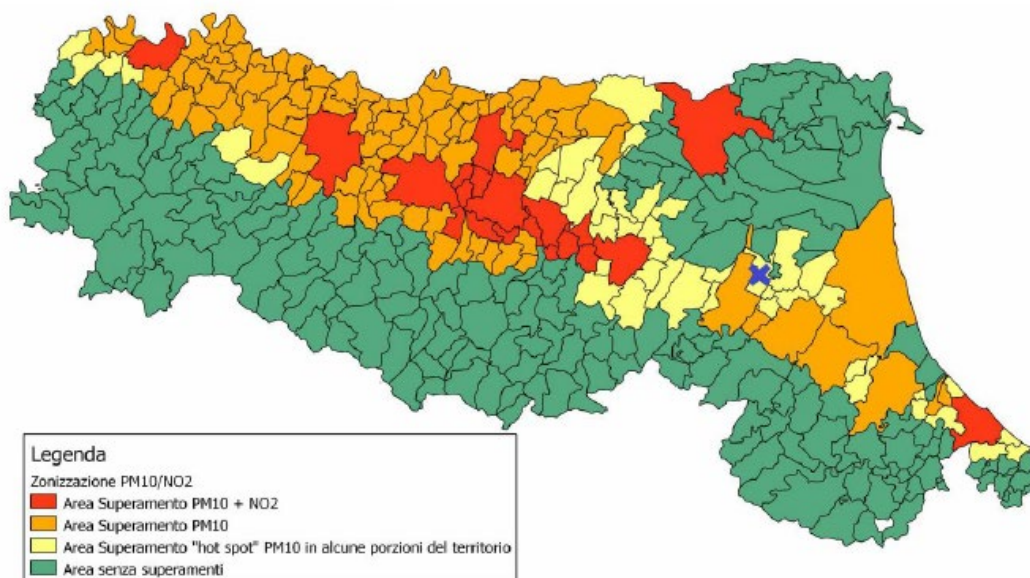 Legenda
Zonizzazione PM10/NO2
Area Superamento PM10 + NO2
Area Superamento PM10
Area Superamento "hot spot" PM10 in alcune porzioni del territorio
Area senza superamenti